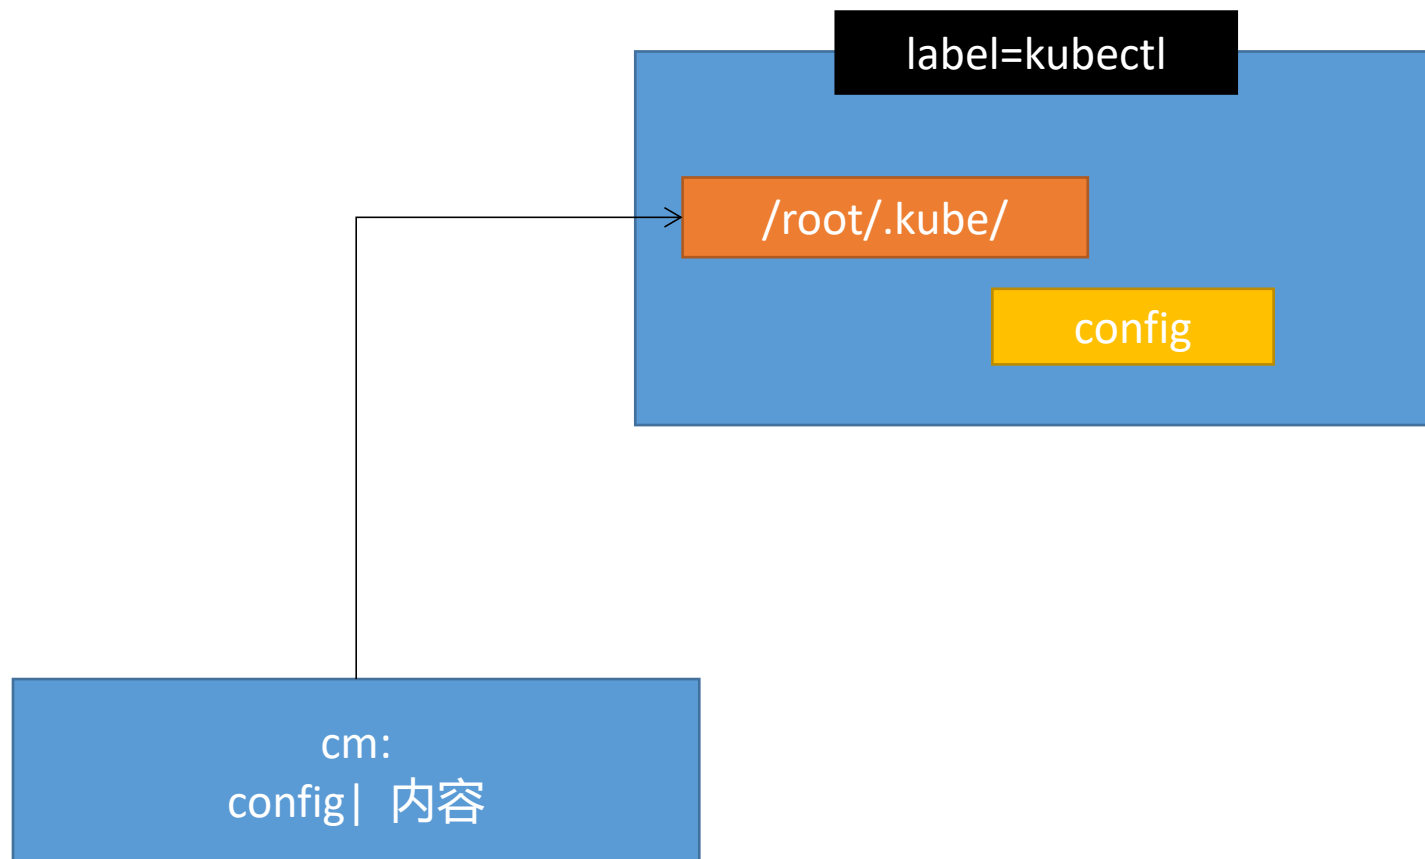 label=kubectl
/root/.kube/
config
cm:
config| 内容